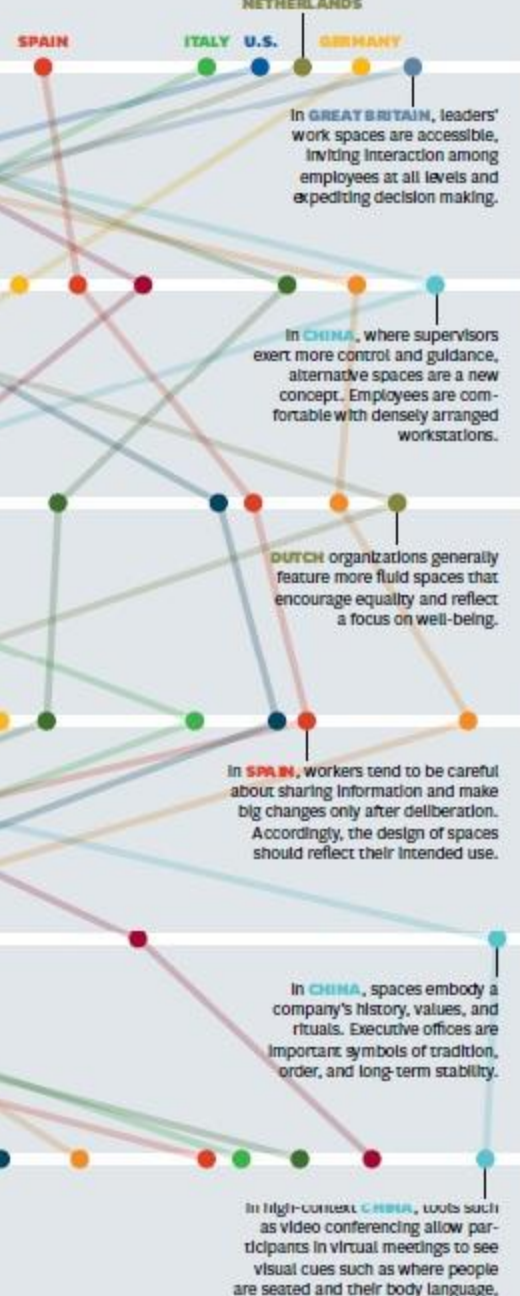 NETHERLANDS
SPAIN ITALY U.S. GERMANY
In GREAT BRITAIN, leaders'
work spaces are accessible,
inviting interaction among
employees at all levels and
expediting decision making.
In CHINA, where supervisors
exert more control and guidance,
alternative spaces are a new
concept. Employees are com-
fortable with densely arranged
workstations.
DUTCH organizations generally
feature more fluid spaces that
encourage equality and reflect
a focus on well-being.
In SPAIN, workers tend to be careful
about sharing information and make
big changes only after deliberation.
Accordingly, the design of spaces
should reflect their intended use.
In CHINA, spaces embody a
company's history, values, and
rituals. Executive offices are
important symbols of tradition,
order, and long-term stability.
In high-context CHINA, tools such
as video conferencing allow par-
ticipants in virtual meetings to see
visual cues such as where people
are seated and their body language,